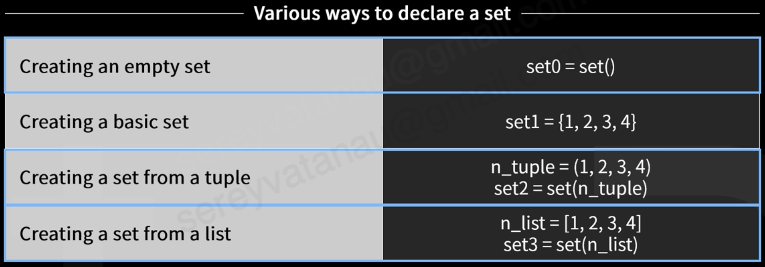 Various ways to declare a set
Creating an empty set
set0 = set()
Creating a basic set
set1 = {1, 2, 3, 4}
Creating a set from a tuple
n_tuple = (1, 2, 3, 4)
set2 = set(n_tuple)
Creating a set from a list
n_list = [1, 2, 3, 4]
set3 = set(n_list)